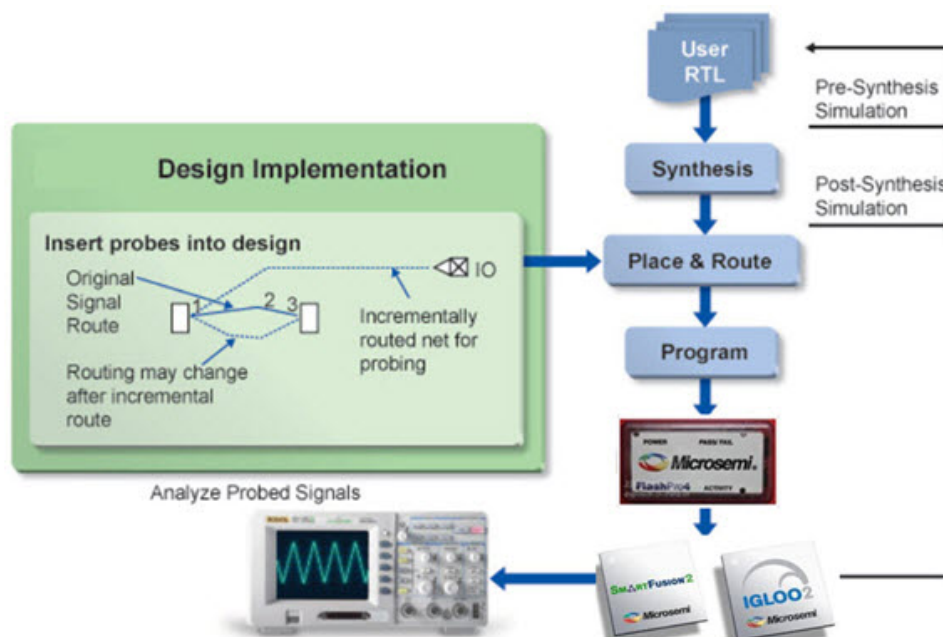 User
RTL
Pre-Synthesis
Simulation
Synthesis
Post-Synthesis
Simulation
Design Implementation
Insert probes into design
Original
Signal
Route
1
2
3
IO
Incrementally
routed net for
probing
Routing may change
after incremental
route
Place & Route
Program
POWER
PASS/FAIL
Microsemi
FlashPro4
ACTIVITY
Analyze Probed Signals
SMARTFUSION2
Microsemi
IGLOO2
Microsemi